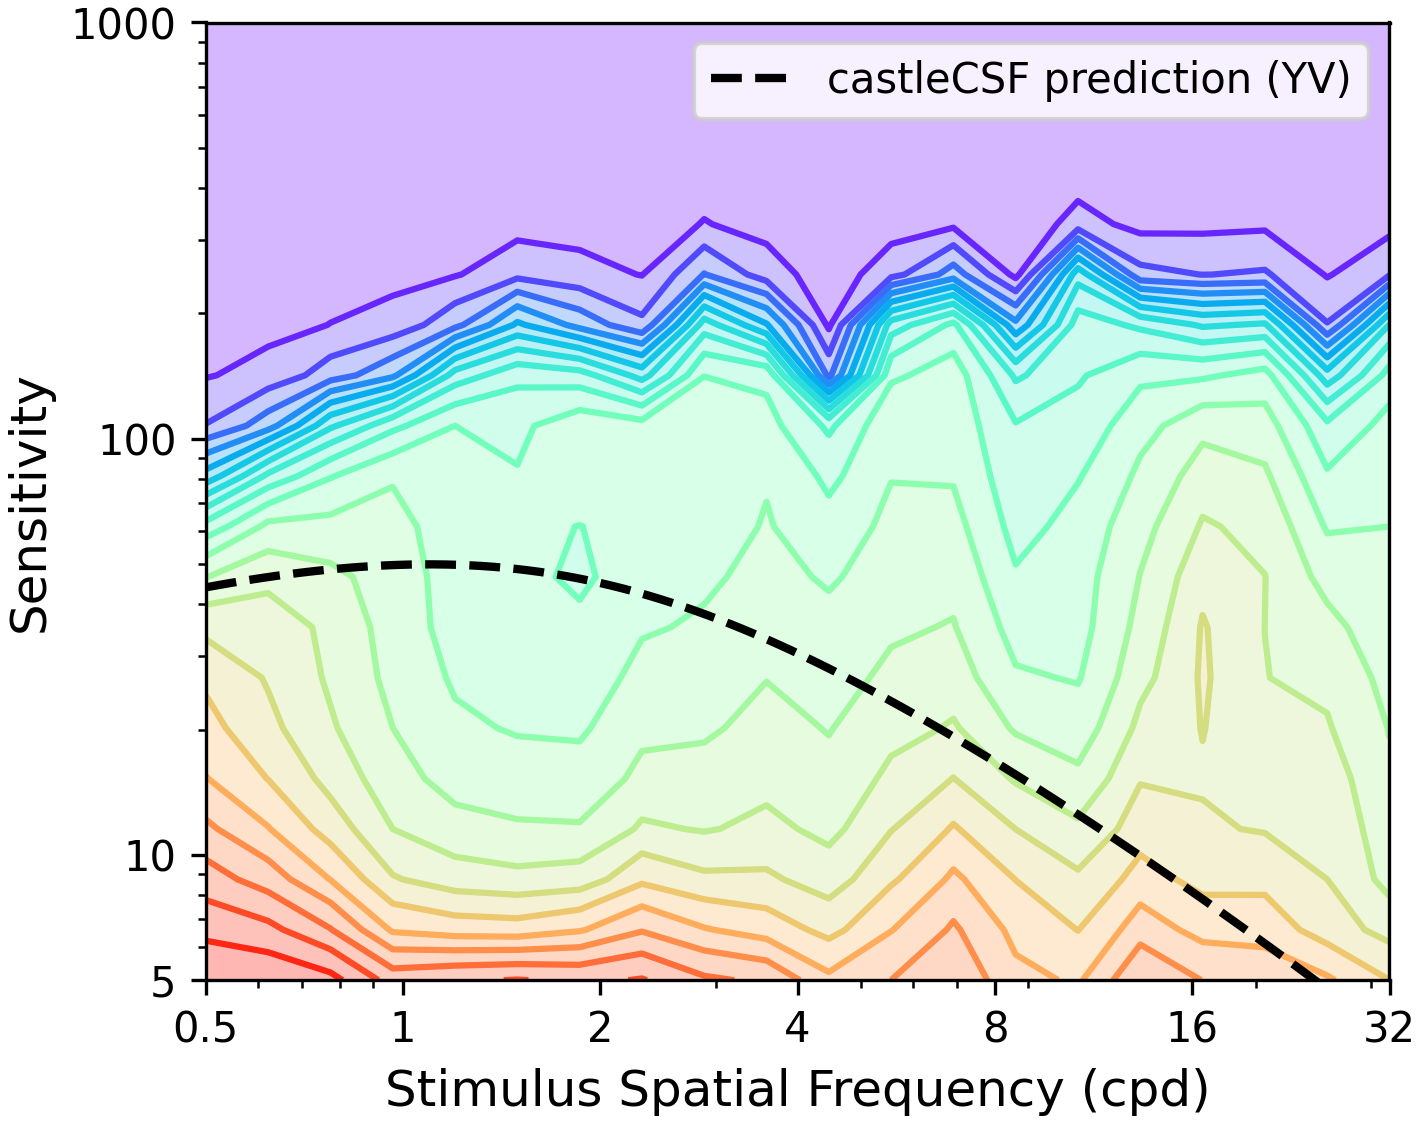 1000
castleCSF prediction (YV)
Sensitivity
100
10
5
0.5 1 2 4 8 16 32
Stimulus Spatial Frequency (cpd)